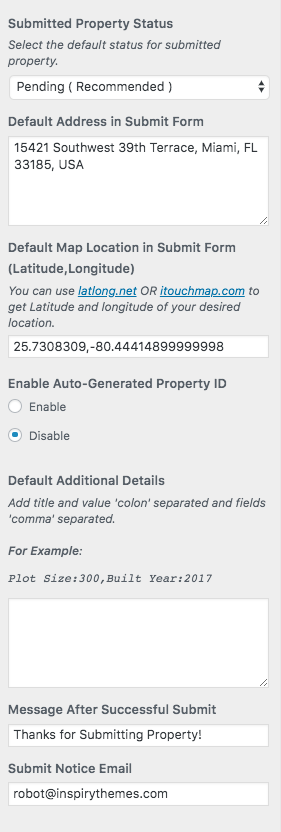 Submitted Property Status
Select the default status for submitted
property.
Pending ( Recommended )
Default Address in Submit Form
15421 Southwest 39th Terrace, Miami, FL
33185, USA
Default Map Location in Submit Form
(Latitude,Longitude)
You can use latlong.net OR itouchmap.com to
get Latitude and longitude of your desired
location.
25.7308309,-80.44414899999998
Enable Auto-Generated Property ID
Enable
Disable
Default Additional Details
Add title and value 'colon' separated and fields
'comma' separated.
For Example:
Plot Size:300,Built Year:2017
Message After Successful Submit
Thanks for Submitting Property!
Submit Notice Email
robot@inspirythemes.com